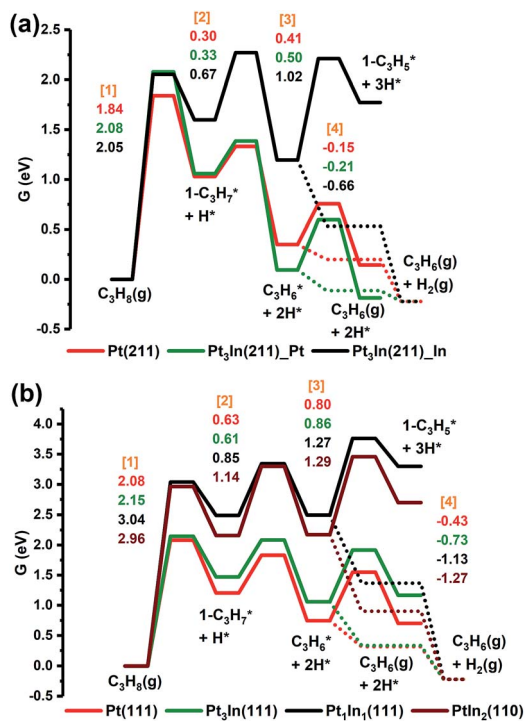 (a)
G (eV)
2.5
2.0
1.5
1.0
0.5
0.0
-0.5
[1]
1.84
2.08
2.05
[2]
0.30
0.33
0.67
[3]
0.41
0.50
1.02
[4]
-0.15
-0.21
-0.66
C₃H₈(g)
1-C₃H₇*
+ H*
C₃H₆*
+ 2H*
1-C₃H₅*
+ 3H*
C₃H₆(g)
+ 2H*
C₃H₆(g)
+ H₂(g)
Pt(211) Pt₃In(211)_Pt Pt₃In(211)_In
(b)
G (eV)
4.0
3.5
3.0
2.5
2.0
1.5
1.0
0.5
0.0
-0.5
[1]
2.08
2.15
3.04
2.96
[2]
0.63
0.61
0.85
1.14
[3]
0.80
0.86
1.27
1.29
[4]
-0.43
-0.73
-1.13
-1.27
C₃H₈(g)
1-C₃H₇*
+ H*
C₃H₆*
+ 2H*
1-C₃H₅*
+ 3H*
C₃H₆(g)
+ 2H*
C₃H₆(g)
+ H₂(g)
Pt(111) Pt₃In(111) Pt₁In₁(111) PtIn₂(110)